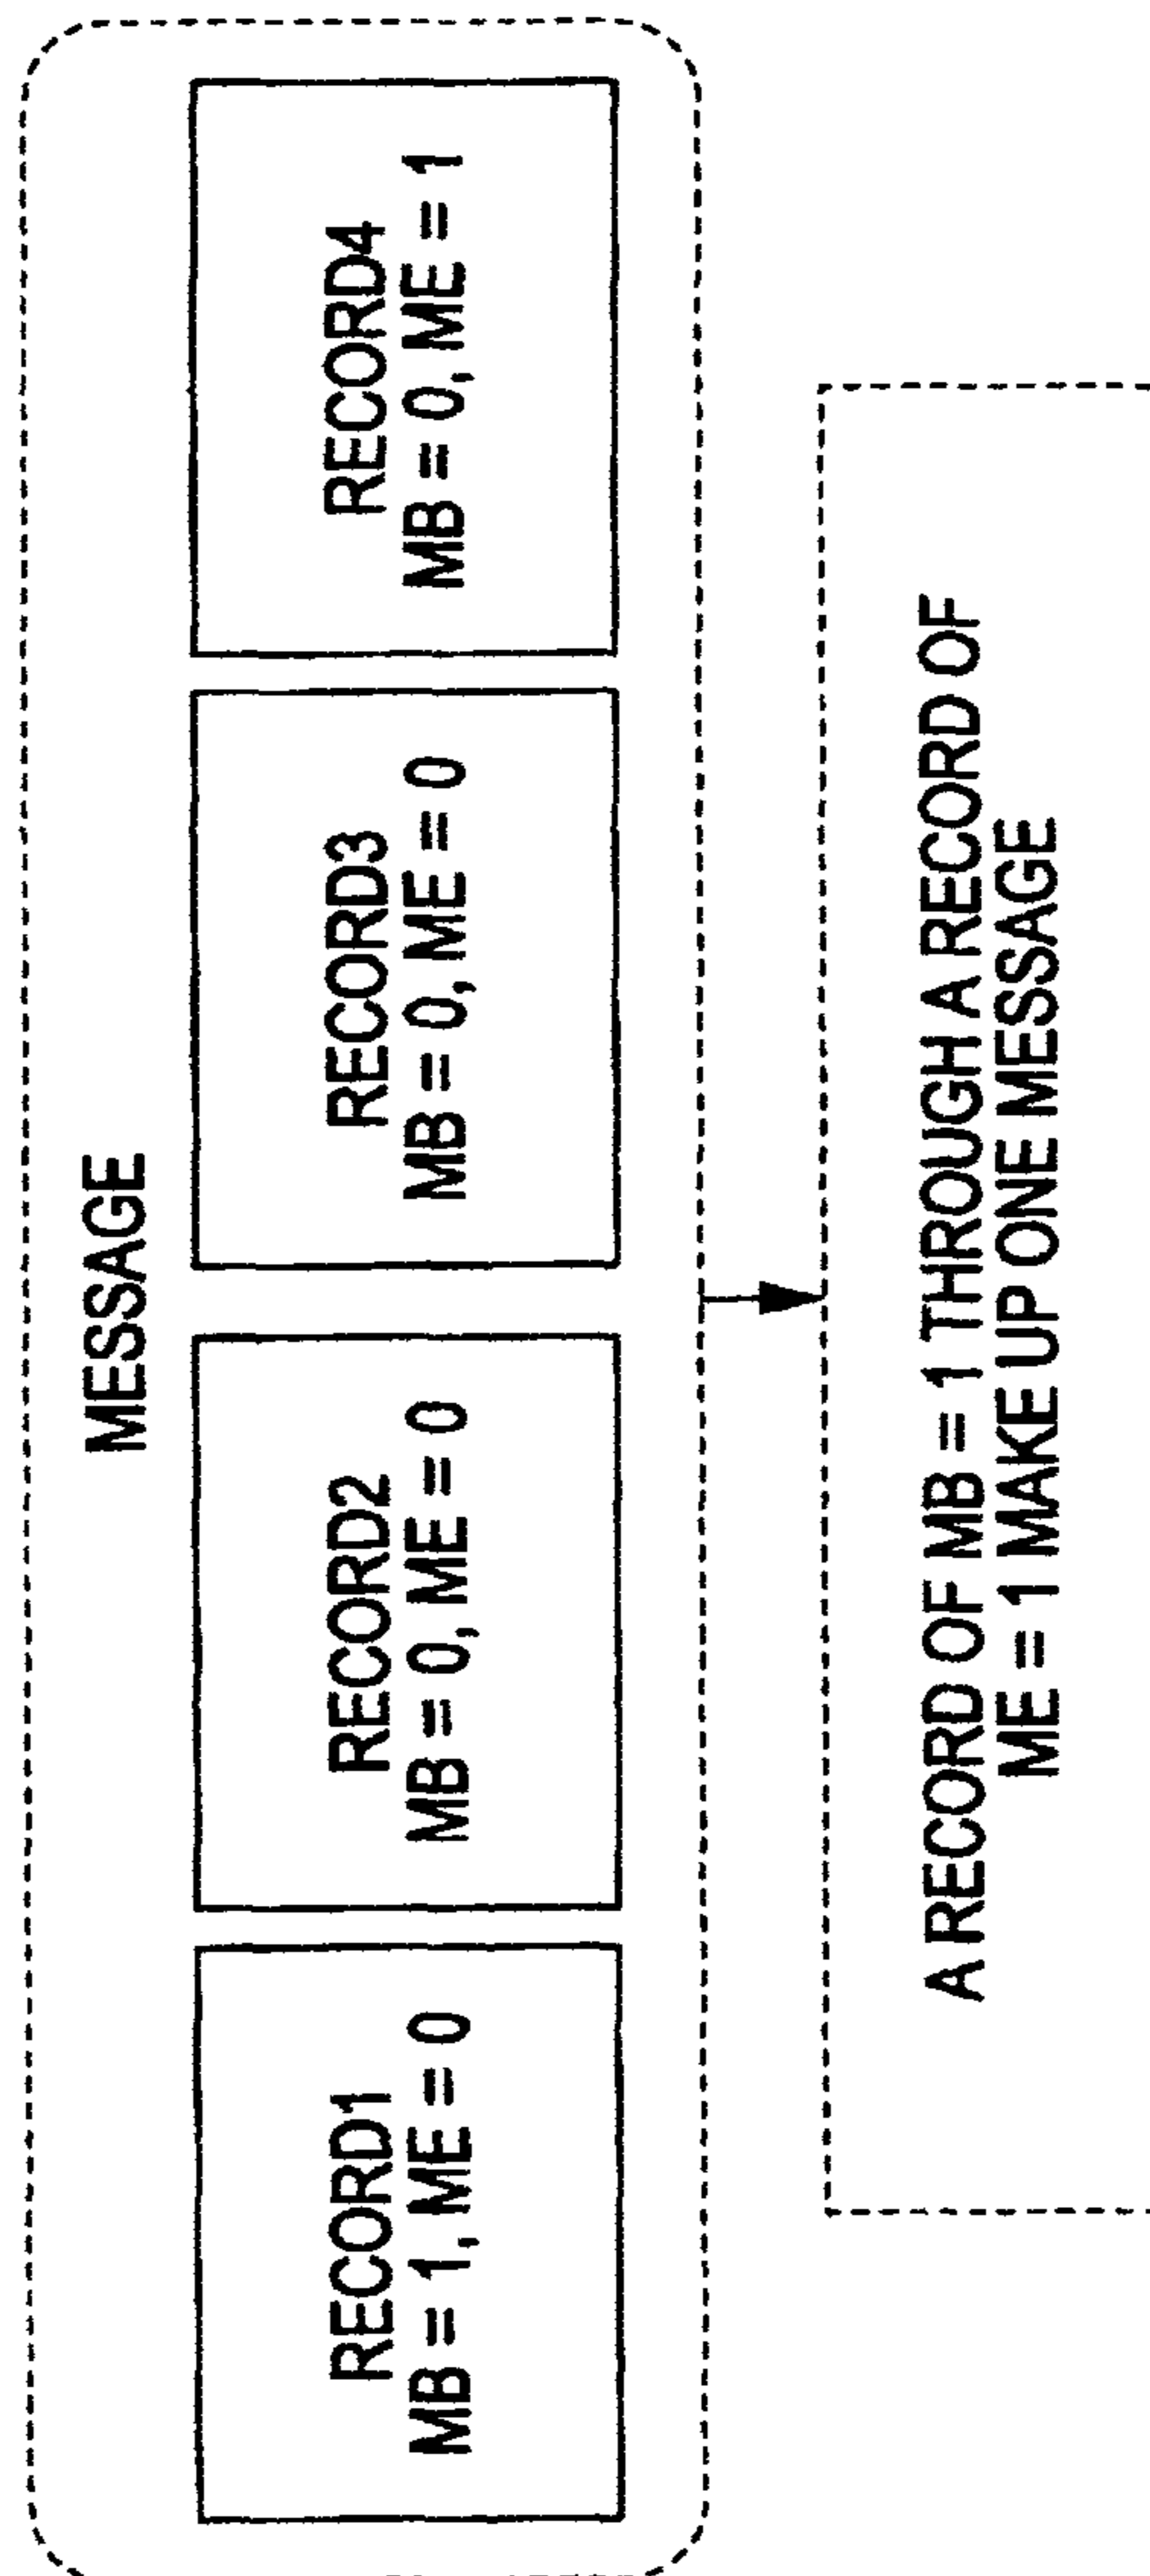 MESSAGE
RECORD1
MB = 1, ME = 0
RECORD2
MB = 0, ME = 0
RECORD3
MB = 0, ME = 0
RECORD4
MB = 0, ME = 1
A RECORD OF MB = 1 THROUGH A RECORD OF
ME = 1 MAKE UP ONE MESSAGE